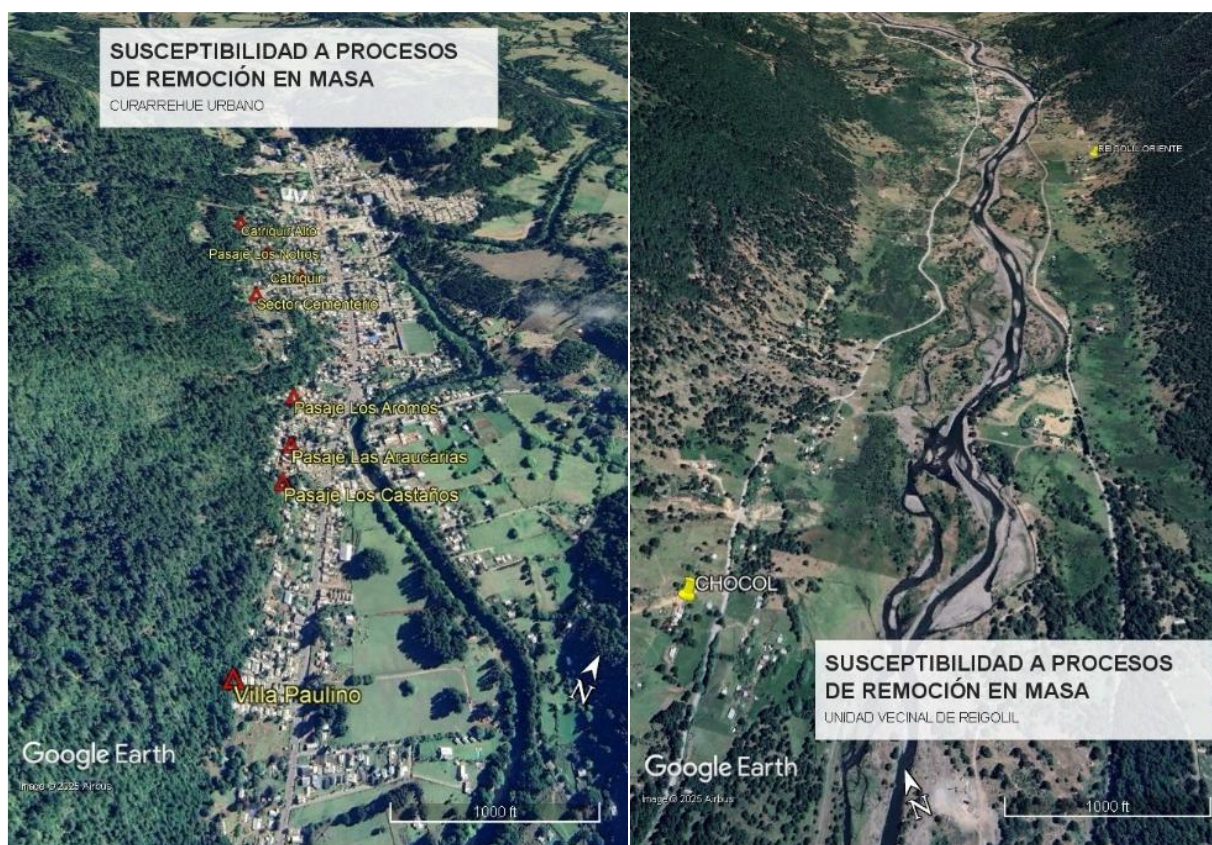 SUSCEPTIBILIDAD A PROCESOS
DE REMOCIÓN EN MASA
CURARREHUE URBANO
Catriquir Alto
Pasaje Los Notros
Catriquir
Sector Cementerio
Pasaje Los Aromos
Pasaje Las Araucarias
Pasaje Los Castaños
Villa Paulino
N
Google Earth
Image © 2025 Airbus
1000 ft
REIGOLIL ORIENTE
CHOCOL
SUSCEPTIBILIDAD A PROCESOS
DE REMOCIÓN EN MASA
UNIDAD VECINAL DE REIGOLIL
Google Earth
Image © 2025 Airbus
N
1000 ft